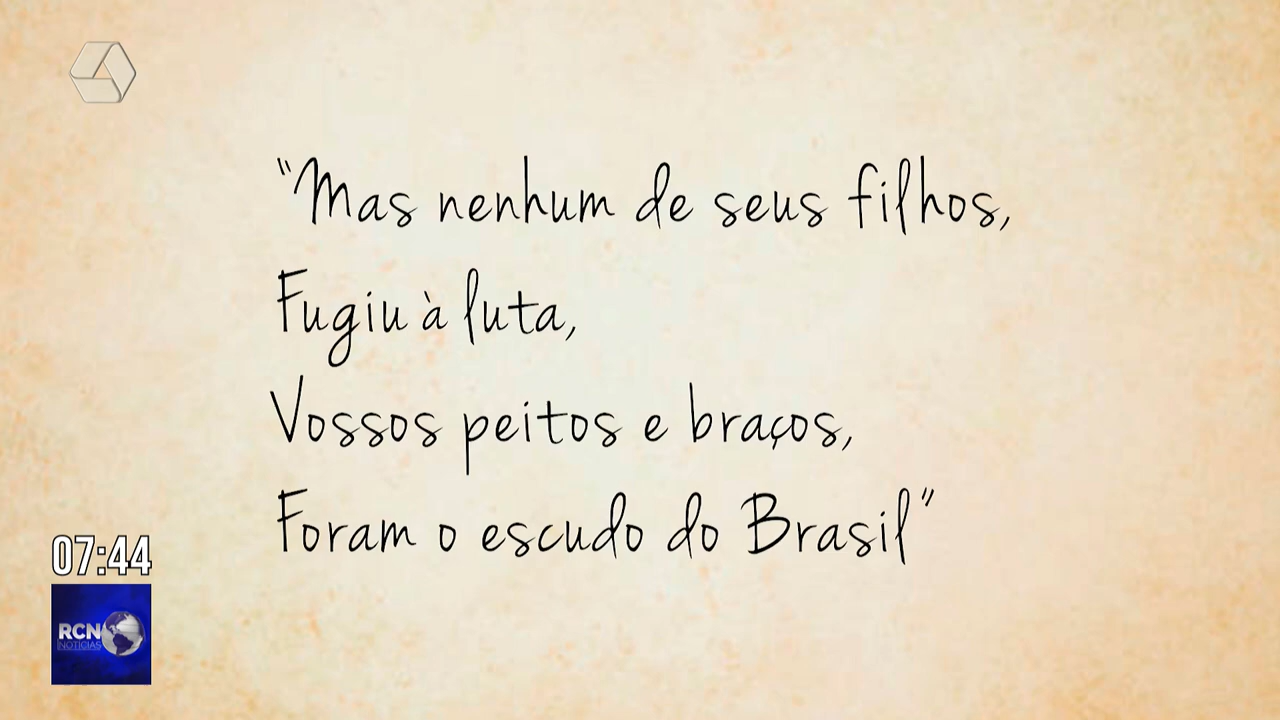 "Mas nenhum de seus filhos,
Fugiu à luta,
Vossos peitos e braços,
Foram o escudo do Brasil"
07:44
RCN
NOTÍCIAS